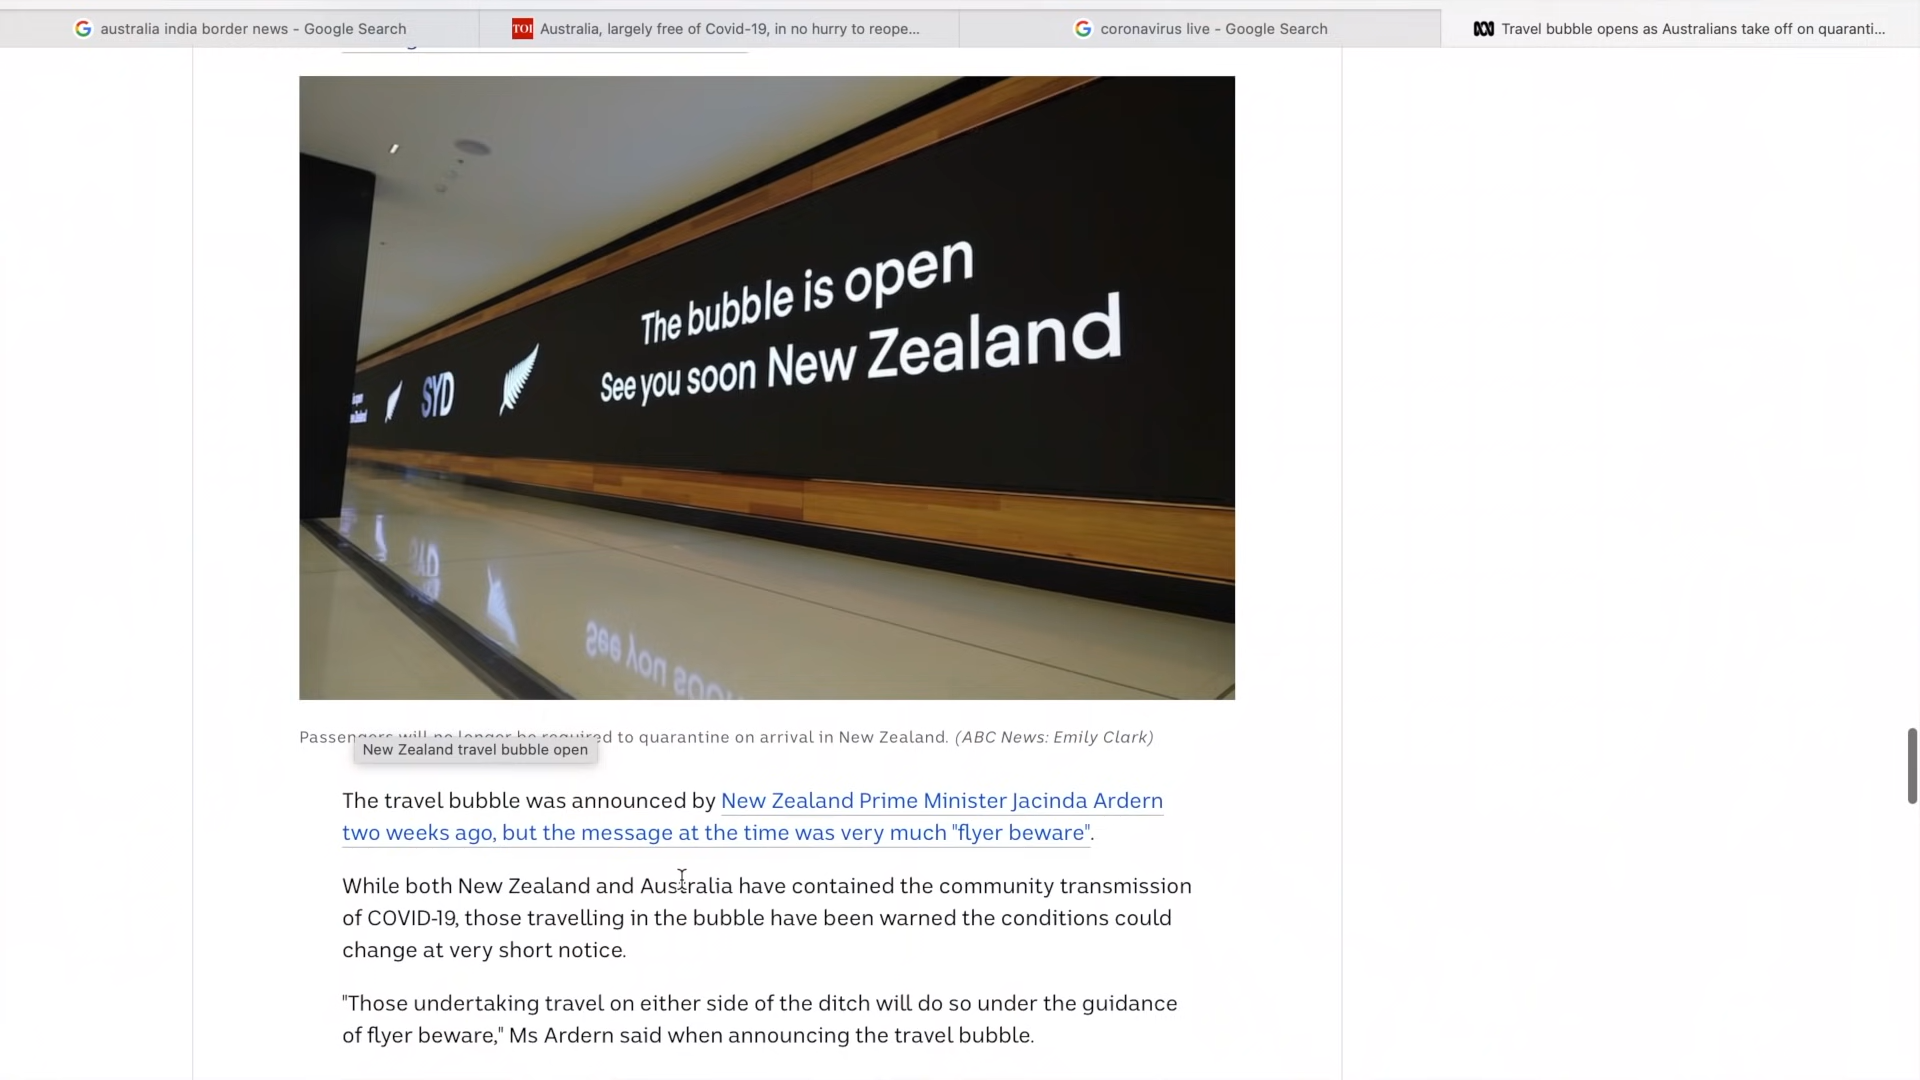 australia india border news - Google Search
TOI Australia, largely free of Covid-19, in no hurry to reope...
coronavirus live - Google Search
Travel bubble opens as Australians take off on quaranti...
The bubble is open
See you soon New Zealand
SYD
Passengers will no longer be required to quarantine on arrival in New Zealand. (ABC News: Emily Clark)
New Zealand travel bubble open
The travel bubble was announced by New Zealand Prime Minister Jacinda Ardern
two weeks ago, but the message at the time was very much "flyer beware".
While both New Zealand and Australia have contained the community transmission
of COVID-19, those travelling in the bubble have been warned the conditions could
change at very short notice.
"Those undertaking travel on either side of the ditch will do so under the guidance
of flyer beware," Ms Ardern said when announcing the travel bubble.